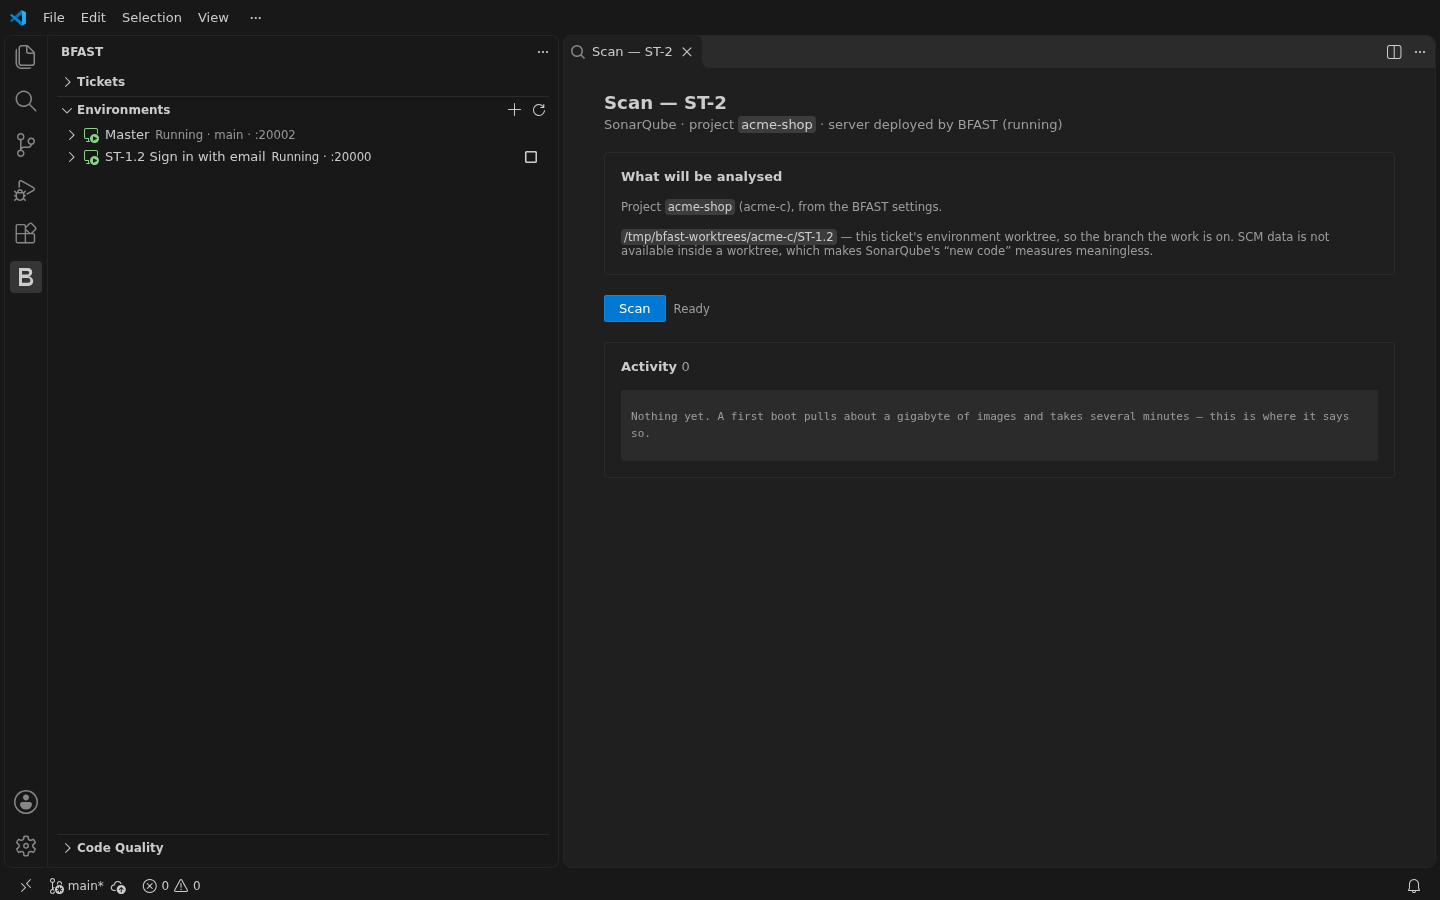 File Edit Selection View ···
BFAST
Scan — ST-2
Tickets
Environments
Master Running · main · :20002
ST-1.2 Sign in with email Running · :20000
B
Code Quality
Scan — ST-2
SonarQube · project acme-shop · server deployed by BFAST (running)
What will be analysed
Project acme-shop (acme-c), from the BFAST settings.
/tmp/bfast-worktrees/acme-c/ST-1.2 — this ticket's environment worktree, so the branch the work is on. SCM data is not
available inside a worktree, which makes SonarQube's “new code” measures meaningless.
Scan Ready
Activity 0
Nothing yet. A first boot pulls about a gigabyte of images and takes several minutes — this is where it says
so.
main* 0 0